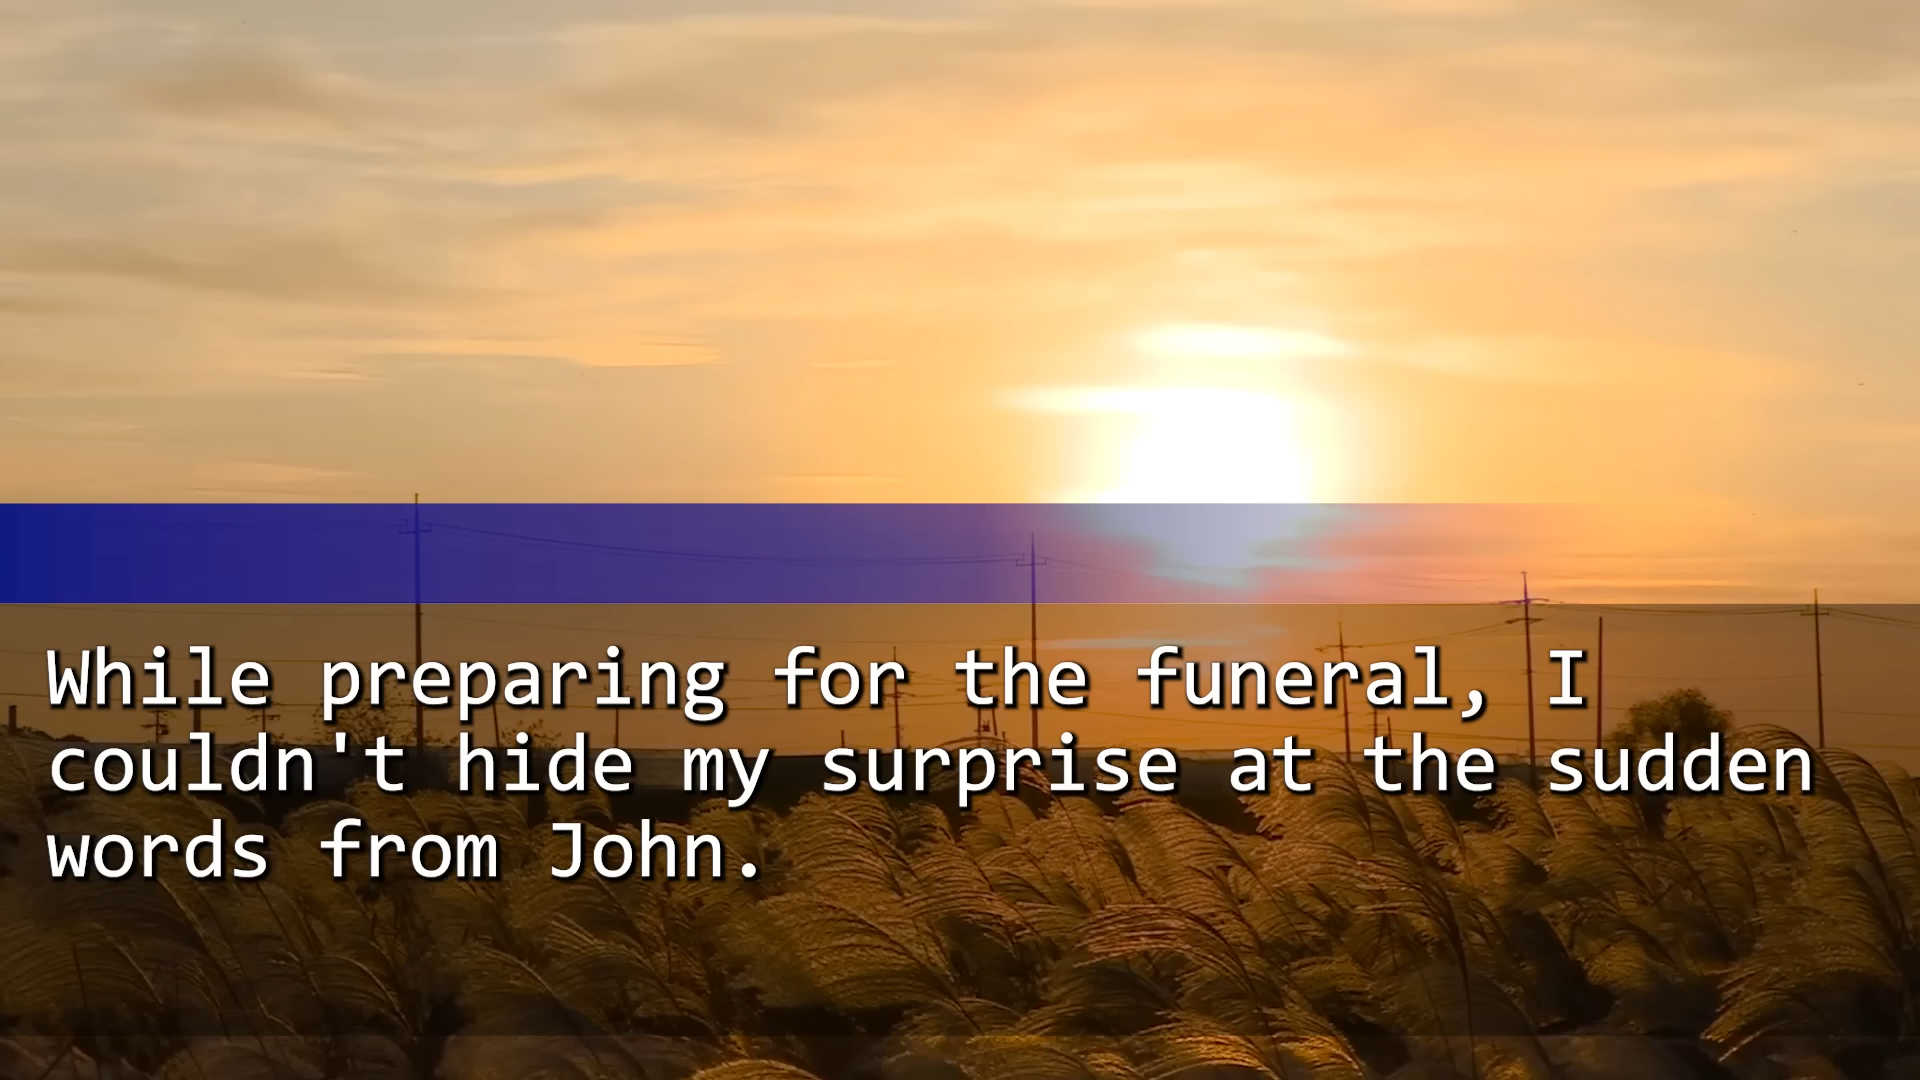 While preparing for the funeral, I
couldn't hide my surprise at the sudden
words from John.